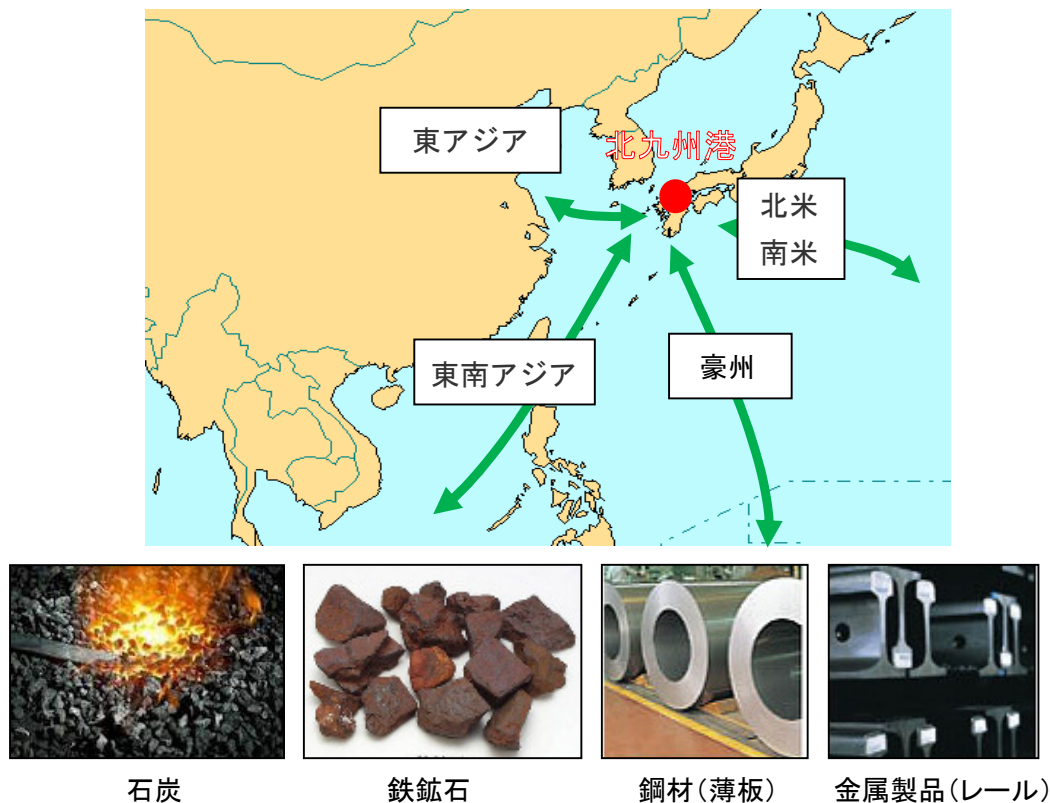 東アジア
北九州港
北米
南米
東南アジア
豪州
石炭
鉄鉱石
鋼材（薄板）
金属製品（レール）